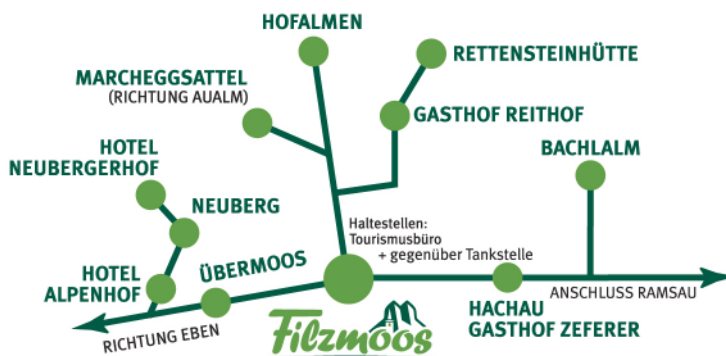 HOFALMEN
RETTENSTEINHÜTTE
MARCHEGGSATTEL
(RICHTUNG AUALM)
GASTHOF REITHOF
HOTEL
NEUBERGERHOF
BACHLALM
NEUBERG
Haltestellen:
Tourismusbüro
+ gegenüber Tankstelle
ÜBERMOOS
HOTEL
ALPENHOF
ANSCHLUSS RAMSAU
HACHAU
GASTHOF ZEFERER
RICHTUNG EBEN
Filzmoos